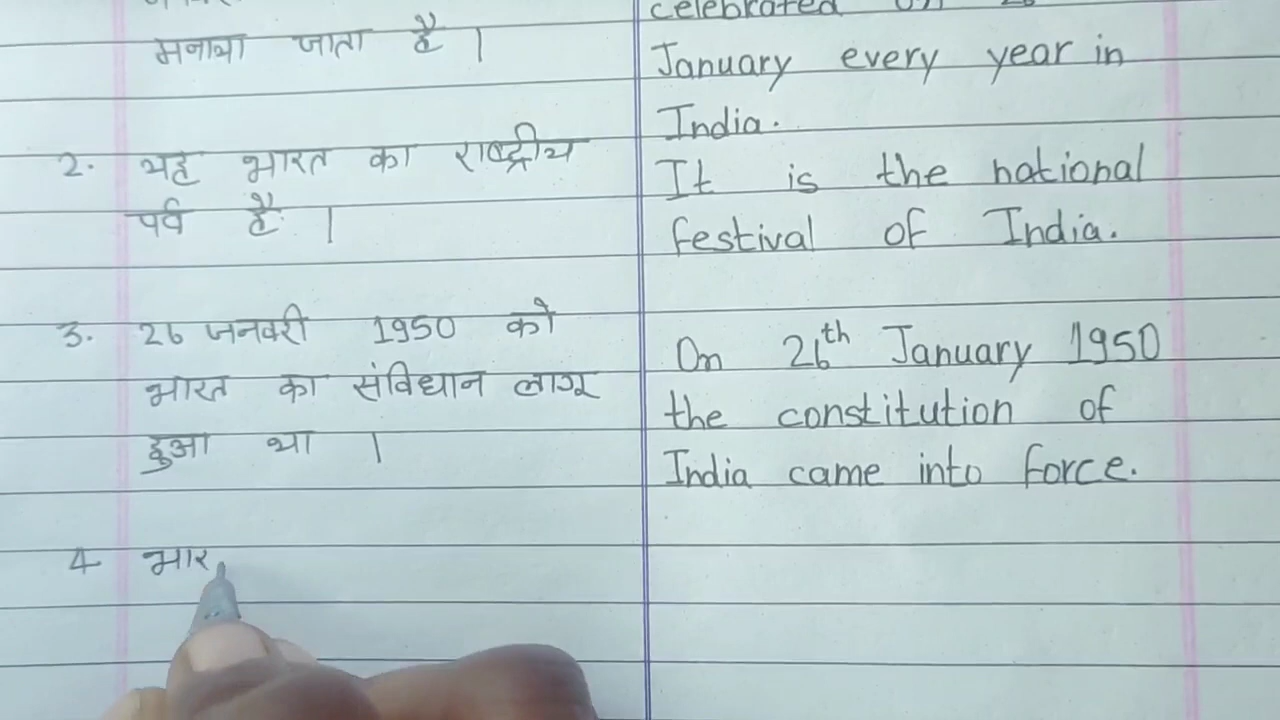 मनाया जाता है ।
2. यह भारत का राष्ट्रीय
पर्व है ।
3. 26 जनवरी 1950 को
भारत का संविधान लागू
हुआ था ।
4 भार
celebrated
January every year in
India.
It is the national
festival of India.
On 26th January 1950
the constitution of
India came into force.